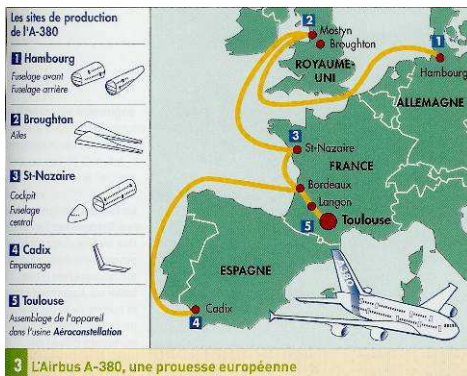 Les sites de production
de l'A-380
1 Hambourg
Fuselage avant
Fuselage arrière
2 Broughton
Ailes
3 St-Nazaire
Cockpit
Fuselage
central
4 Cadix
Empennage
5 Toulouse
Assemblage de l'appareil
dans l'usine Aéroconstellation
2
Mostyn
Broughton
ROYAUME-
UNI
1
Hambourg
ALLEMAGNE
3
St-Nazaire
FRANCE
Bordeaux
Langon
5
Toulouse
ESPAGNE
Cadix
4
3 L'Airbus A-380, une prouesse européenne